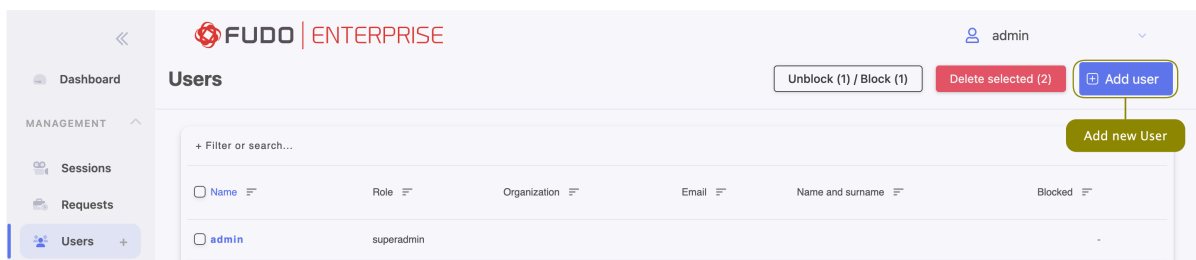 FUDO ENTERPRISE
admin
Dashboard
Users
Unblock (1) / Block (1)
Delete selected (2)
Add user
MANAGEMENT
Add new User
+ Filter or search...
Sessions
Name
Role
Organization
Email
Name and surname
Blocked
Requests
Users +
admin
superadmin
-